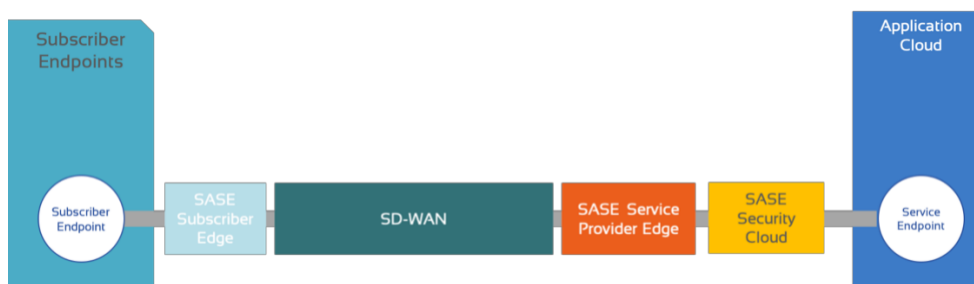 Subscriber
Endpoints
Application
Cloud
Subscriber
Endpoint
SASE
Subscriber
Edge
SD-WAN
SASE Service
Provider Edge
SASE
Security
Cloud
Service
Endpoint